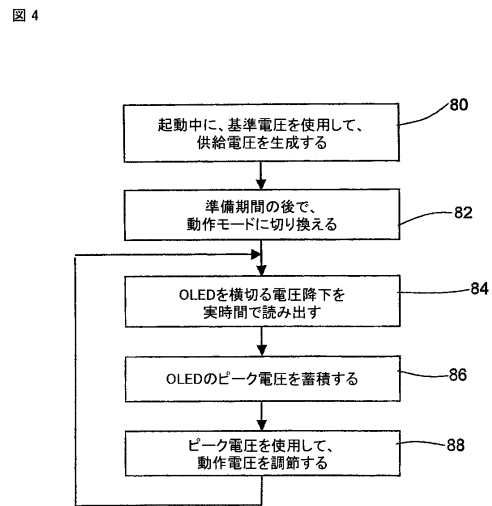 図 4
起動中に、基準電圧を使用して、
供給電圧を生成する
80
準備期間の後で、
動作モードに切り換える
82
OLEDを横切る電圧降下を
実時間で読み出す
84
OLEDのピーク電圧を蓄積する
86
ピーク電圧を使用して、
動作電圧を調節する
88